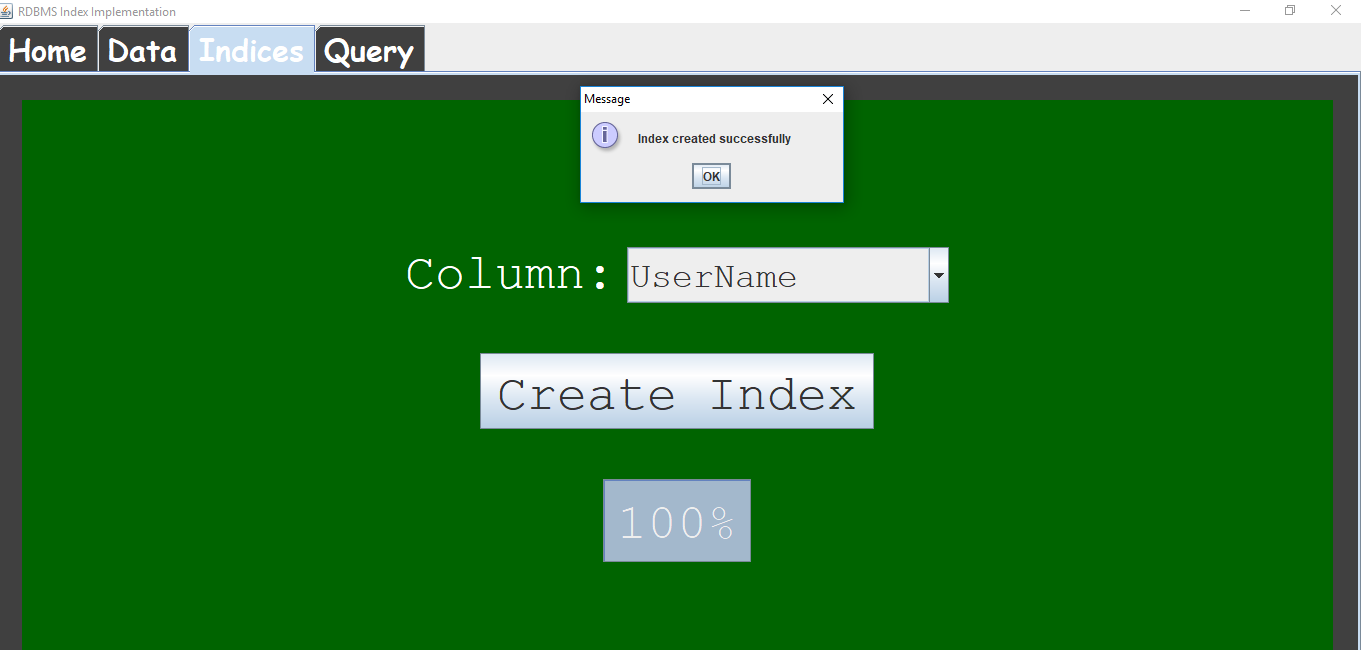 RDBMS Index Implementation
Home Data Indices Query
Message
i Index created successfully
OK
Column: UserName
Create Index
100%